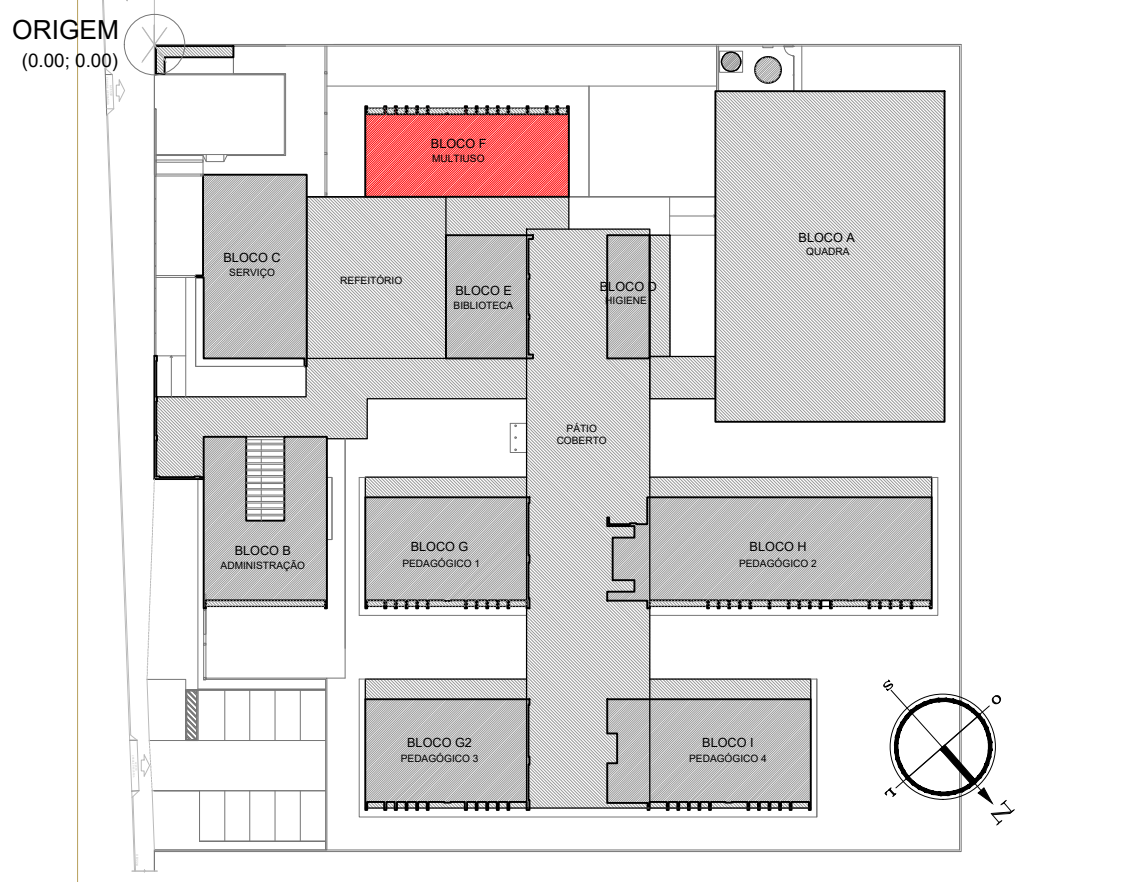 ORIGEM
(0.00; 0.00)
BLOCO F
MULTIUSO
BLOCO A
QUADRA
BLOCO C
SERVIÇO
REFEITÓRIO
BLOCO E
BIBLIOTECA
BLOCO D
HIGIENE
PÁTIO
COBERTO
BLOCO B
ADMINISTRAÇÃO
BLOCO G
PEDAGÓGICO 1
BLOCO H
PEDAGÓGICO 2
BLOCO G2
PEDAGÓGICO 3
BLOCO I
PEDAGÓGICO 4
S
O
L
N